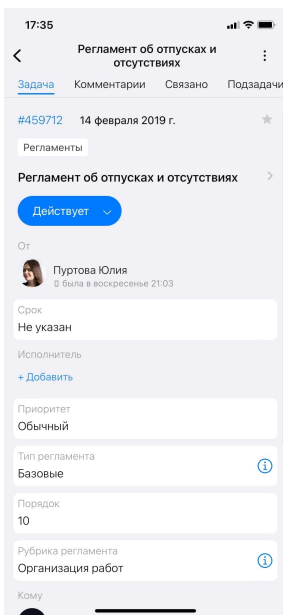 17:35
Регламент об отпусках и
отсутствиях
Задача Комментарии Связано Подзадачи
#459712 14 февраля 2019 г.
Регламенты
Регламент об отпусках и отсутствиях
Действует
От
Пуртова Юлия
была в воскресенье 21:03
Срок
Не указан
Исполнитель
+ Добавить
Приоритет
Обычный
Тип регламента
Базовые
Порядок
10
Рубрика регламента
Организация работ
Кому